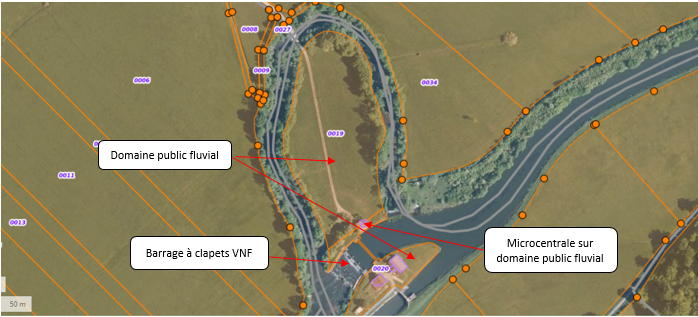 0008
0027
0009
0006
0034
0019
Domaine public fluvial
0011
0013
Barrage à clapets VNF
Microcentrale sur
domaine public fluvial
0020
50 m